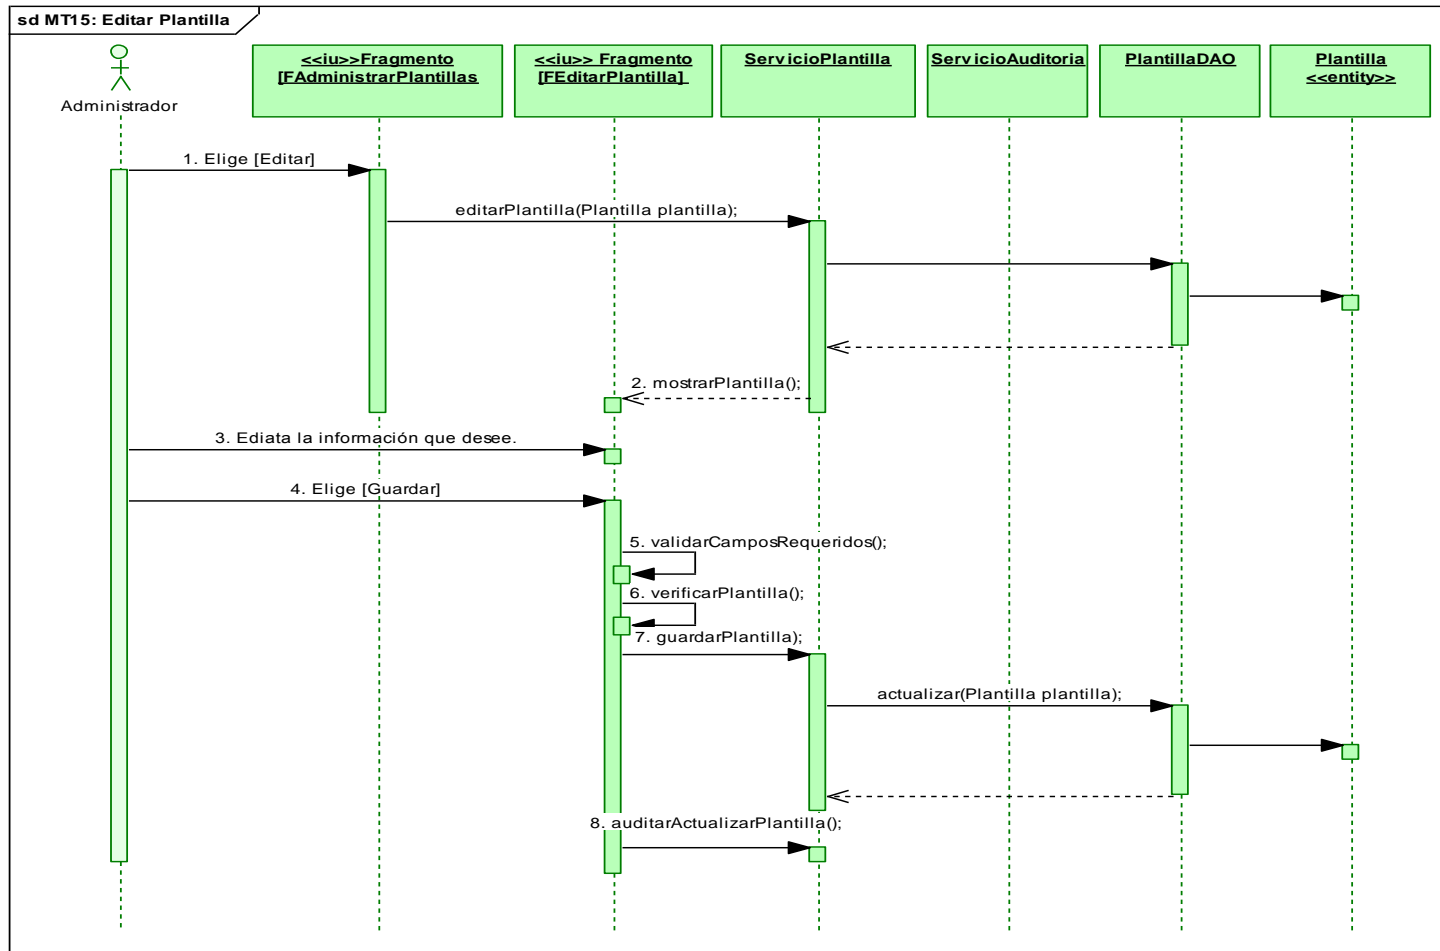 sd MT15: Editar Plantilla
Administrador
<<iu>>Fragmento
[FAdministrarPlantillas
<<iu>> Fragmento
[FEditarPlantilla]
ServicioPlantilla
ServicioAuditoria
PlantillaDAO
Plantilla
<<entity>>
1. Elige [Editar]
editarPlantilla(Plantilla plantilla);
2. mostrarPlantilla();
3. Ediata la información que desee.
4. Elige [Guardar]
5. validarCamposRequeridos();
6. verificarPlantilla();
7. guardarPlantilla);
actualizar(Plantilla plantilla);
8. auditarActualizarPlantilla();